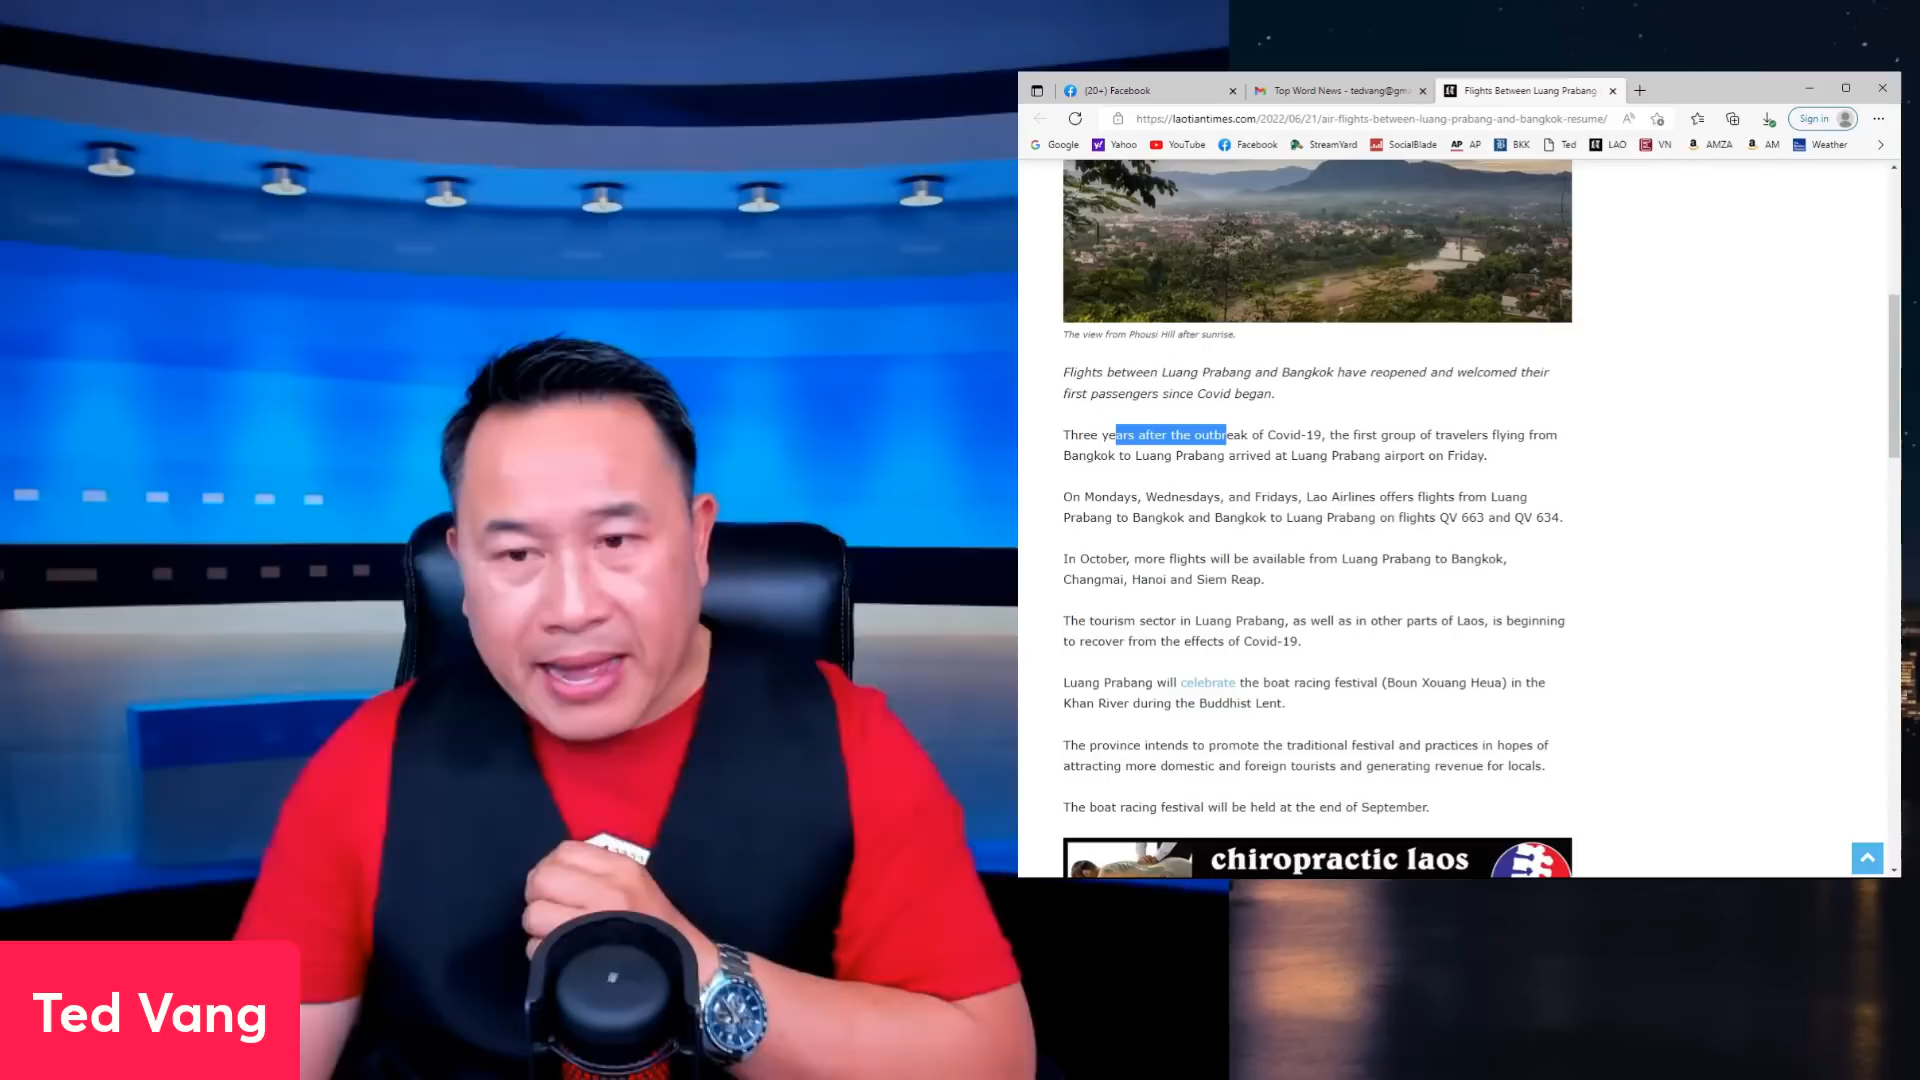 (20+) Facebook
Top Word News - tedvang@gm
Flights Between Luang Prabang
https://laotiantimes.com/2022/06/21/air-flights-between-luang-prabang-and-bangkok-resume/
Sign in
Google
Yahoo
YouTube
Facebook
StreamYard
SocialBlade
AP AP
BKK
Ted
LAO
VN
AMZA
AM
Weather
The view from Phousi Hill after sunrise.
Flights between Luang Prabang and Bangkok have reopened and welcomed their
first passengers since Covid began.
Three years after the outbreak of Covid-19, the first group of travelers flying from
Bangkok to Luang Prabang arrived at Luang Prabang airport on Friday.
On Mondays, Wednesdays, and Fridays, Lao Airlines offers flights from Luang
Prabang to Bangkok and Bangkok to Luang Prabang on flights QV 663 and QV 634.
In October, more flights will be available from Luang Prabang to Bangkok,
Changmai, Hanoi and Siem Reap.
The tourism sector in Luang Prabang, as well as in other parts of Laos, is beginning
to recover from the effects of Covid-19.
Luang Prabang will celebrate the boat racing festival (Boun Xouang Heua) in the
Khan River during the Buddhist Lent.
The province intends to promote the traditional festival and practices in hopes of
attracting more domestic and foreign tourists and generating revenue for locals.
The boat racing festival will be held at the end of September.
chiropractic laos
Ted Vang